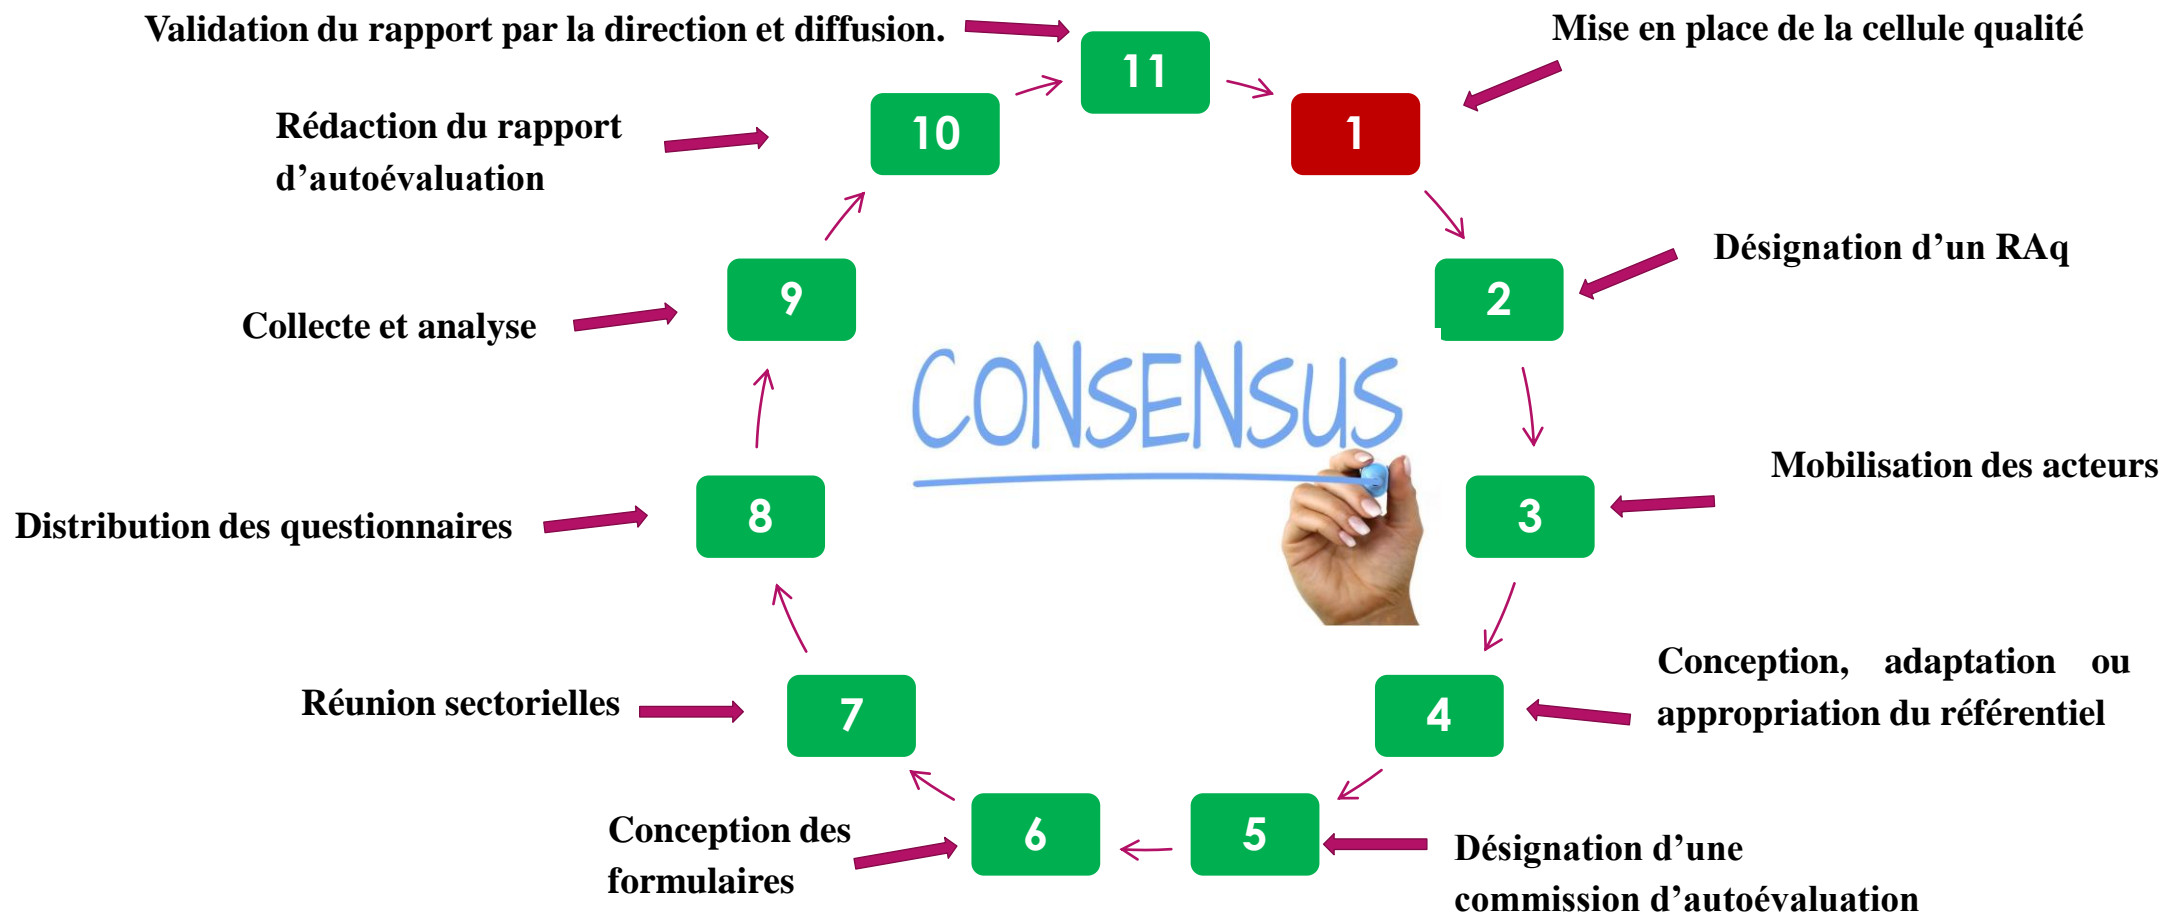 Validation du rapport par la direction et diffusion.
11
Mise en place de la cellule qualité
1
Rédaction du rapport
d’autoévaluation
10
Désignation d’un RAq
2
Collecte et analyse
9
CONSENSUS
Mobilisation des acteurs
3
Distribution des questionnaires
8
Conception, adaptation ou
appropriation du référentiel
4
Réunion sectorielles
7
Conception des
formulaires
6
5
Désignation d’une
commission d’autoévaluation